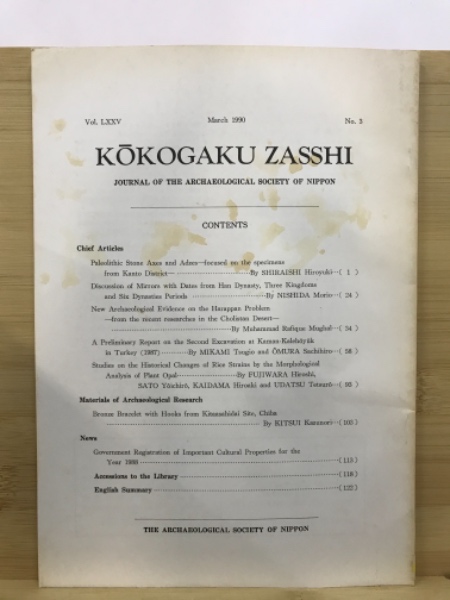 Vol. LXXV March 1990 No. 3
KŌKOGAKU ZASSHI
JOURNAL OF THE ARCHAEOLOGICAL SOCIETY OF NIPPON
CONTENTS
Chief Articles
Paleolithic Stone Axes and Adzes—focused on the specimens
from Kanto District— By SHIRAISHI Hiroyuki—( 1 )
Discussion of Mirrors with Dates from Han Dynasty, Three Kingdoms
and Six Dynasties Periods By NISHIDA Morio—( 24 )
New Archaeological Evidence on the Harappan Problem
—from the recent researches in the Cholistan Desert—
By Muhammad Rafique Mughal—( 34 )
A Preliminary Report on the Second Excavation at Kaman-Kalehöyük
in Turkey (1987) By MIKAMI Tsugio and ŌMURA Sachihiro—( 58 )
Studies on the Historical Changes of Rice Strains by the Morphological
Analysis of Plant Opal By FUJIWARA Hiroshi,
SATO Yōichirō, KAIDAMA Hiroshi and UDATSU Tetsurō—( 93 )
Materials of Archaeological Research
Bronze Bracelet with Hooks from Kitanashidai Site, Chiba
By KITSUI Kazunori—( 103 )
News
Government Registration of Important Cultural Properties for the
Year 1988 ( 113 )
Accessions to the Library ( 118 )
English Summary ( 122 )
THE ARCHAEOLOGICAL SOCIETY OF NIPPON